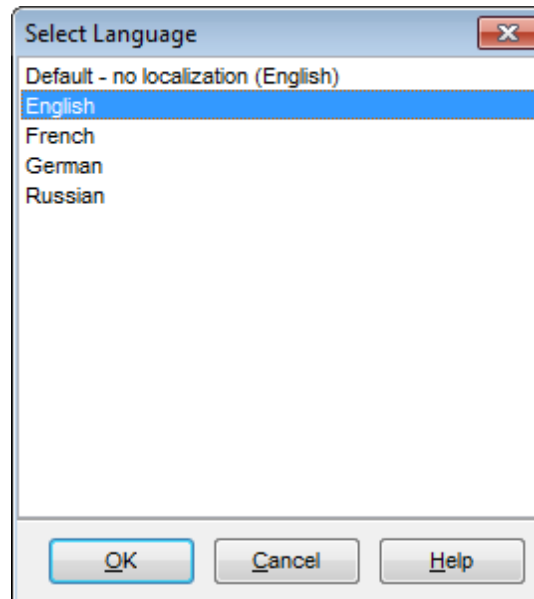 Select Language
Default - no localization (English)
English
French
German
Russian
OK Cancel Help